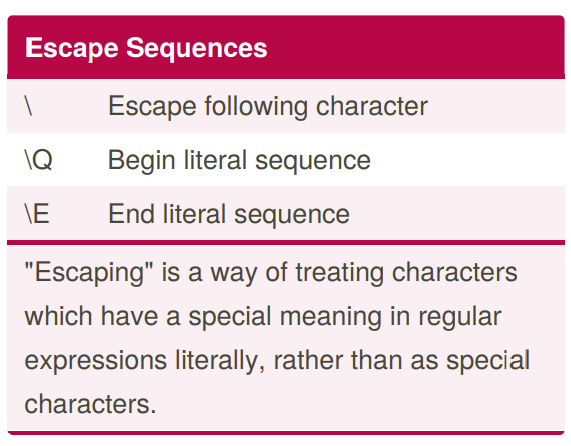 Escape Sequences
\ Escape following character
\Q Begin literal sequence
\E End literal sequence
"Escaping" is a way of treating characters
which have a special meaning in regular
expressions literally, rather than as special
characters.